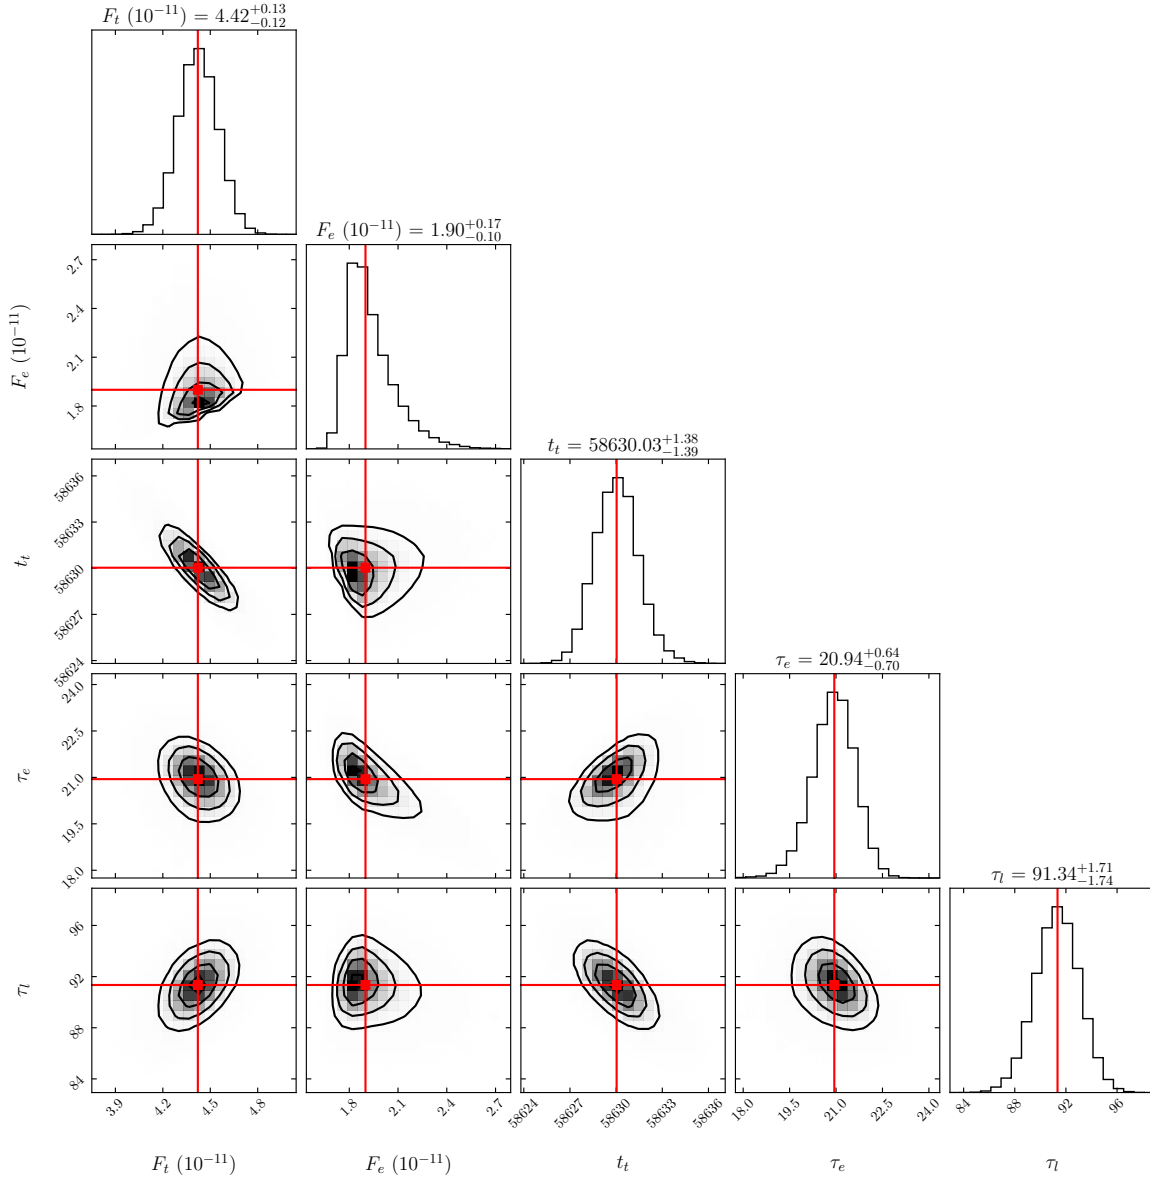 F_t (10^{-11}) = 4.42^{+0.13}_{-0.12}
F_e (10^{-11}) = 1.90^{+0.17}_{-0.10}
2.7
2.4
2.1
1.8
F_e (10^{-11})
t_t = 58630.03^{+1.38}_{-1.39}
58636
58633
58630
58627
58624
t_t
τ_e = 20.94^{+0.64}_{-0.70}
24.0
22.5
21.0
19.5
18.0
τ_e
τ_l = 91.34^{+1.71}_{-1.74}
96
92
88
84
τ_l
3.9 4.2 4.5 4.8 1.8 2.1 2.4 2.7 58624 58627 58630 58633 58636 18.0 19.5 21.0 22.5 24.0 84 88 92 96
F_t (10^{-11}) F_e (10^{-11}) t_t τ_e τ_l